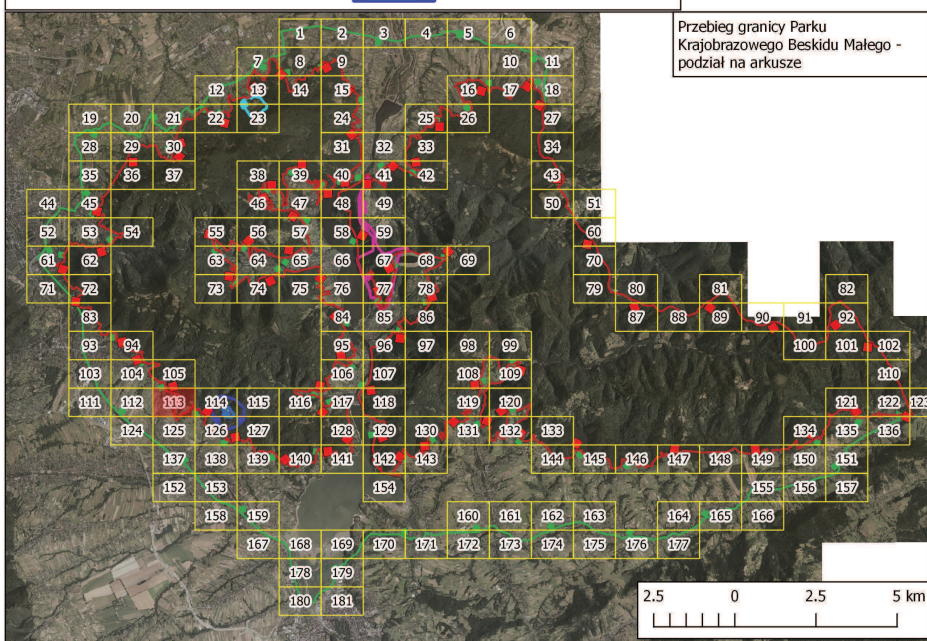 Przebieg granicy Parku
Krajobrazowego Beskidu Małego -
podział na arkusze
1 2 3 4 5 6
7 8 9 10 11
12 13 14 15 16 17 18
19 20 21 22 23 24 25 26 27
28 29 30 31 32 33 34
35 36 37 38 39 40 41 42 43
44 45 46 47 48 49 50 51
52 53 54 55 56 57 58 59 60
61 62 63 64 65 66 67 68 69 70
71 72 73 74 75 76 77 78 79 80 81 82
83 84 85 86 87 88 89 90 91 92
93 94 95 96 97 98 99 100 101 102
103 104 105 106 107 108 109 110
111 112 113 114 115 116 117 118 119 120 121 122 123
124 125 126 127 128 129 130 131 132 133 134 135 136
137 138 139 140 141 142 143 144 145 146 147 148 149 150 151
152 153 154 155 156 157
158 159 160 161 162 163 164 165 166
167 168 169 170 171 172 173 174 175 176 177
178 179
180 181
2.5 0 2.5 5 km